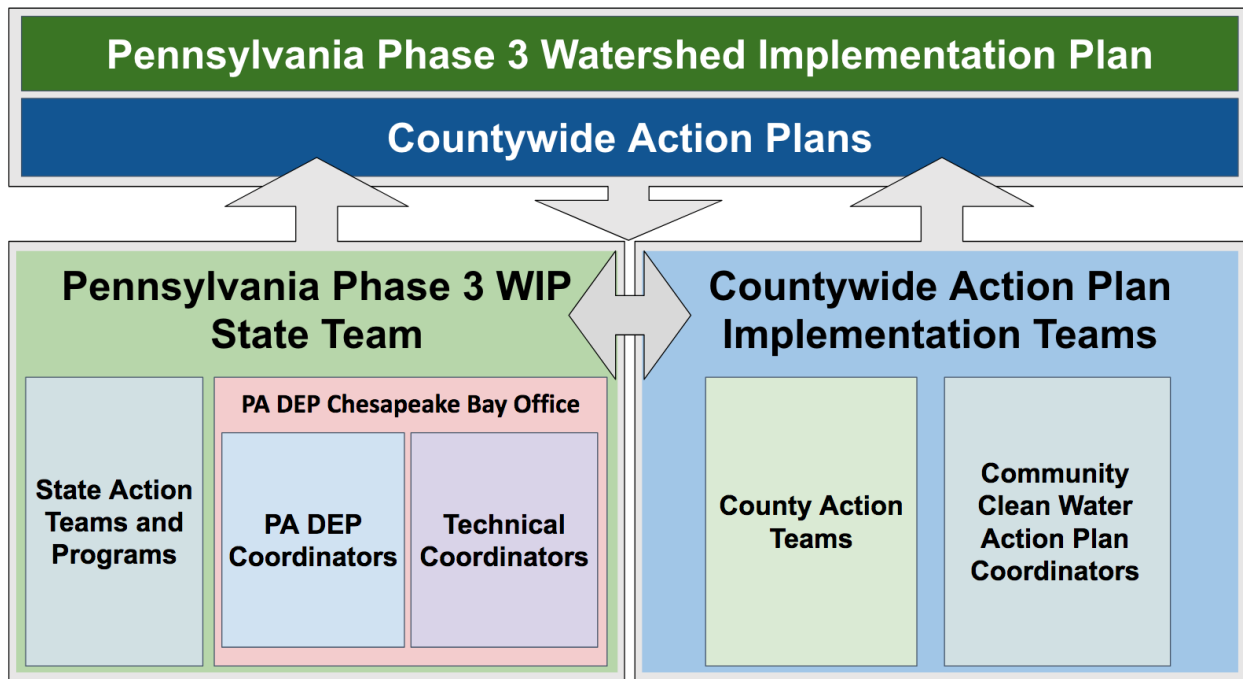 Pennsylvania Phase 3 Watershed Implementation Plan
Countywide Action Plans
Pennsylvania Phase 3 WIP
State Team
State Action
Teams and
Programs
PA DEP Chesapeake Bay Office
PA DEP
Coordinators
Technical
Coordinators
Countywide Action Plan
Implementation Teams
County Action
Teams
Community
Clean Water
Action Plan
Coordinators